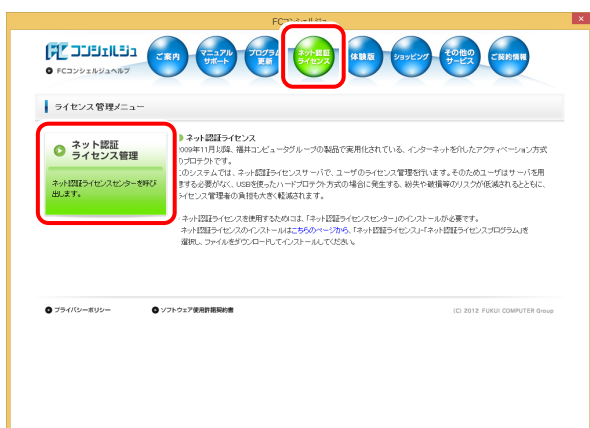 FCコンシェルジュ
FC コンシェルジュ
FCコンシェルジュヘルプ
ご案内
マニュアル
サポート
プログラム
更新
ネット認証
ライセンス
体験版
ショッピング
その他の
サービス
ご契約情報
ライセンス管理メニュー
ネット認証
ライセンス管理
ネット認証ライセンスセンターを呼び
出します。
ネット認証ライセンス
2009年11月以降、福井コンピュータグループの製品で実用化されている、インターネットを介したアクティベーション方式
のプロテクトです。
このシステムでは、ネット認証ライセンスサーバで、ユーザのライセンス管理を行います。そのためユーザはサーバを用
意する必要がなく、USBを使ったハードプロテクト方式の場合に発生する、紛失や破損等のリスクが低減されるとともに、
ライセンス管理者の負担も大きく軽減されます。
ネット認証ライセンスを使用するためには、「ネット認証ライセンスセンター」のインストールが必要です。
ネット認証ライセンスのインストールはこちらのページから、「ネット認証ライセンス」-「ネット認証ライセンスプログラム」を
選択し、ファイルをダウンロードしてインストールしてください。
プライバシーポリシー
ソフトウェア使用許諾契約書
(C) 2012 FUKUI COMPUTER Group